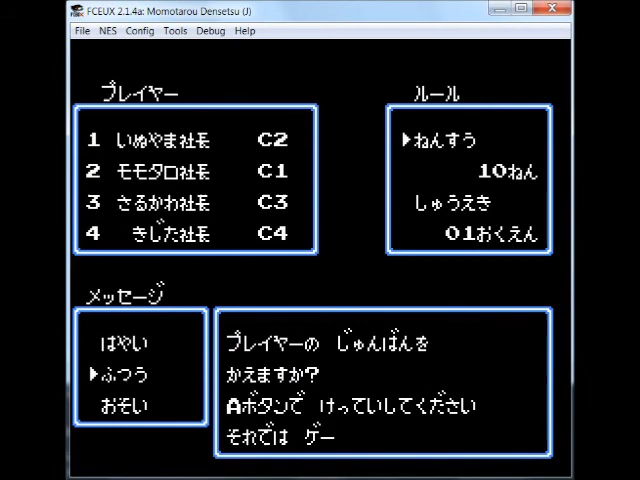 FCEUX 2.1.4a: Momotarou Densetsu (J)
File NES Config Tools Debug Help
プレイヤー
1 いぬやま社長 C2
2 モモタロ社長 C1
3 さるかわ社長 C3
4 きじた社長 C4
ルール
▶ねんすう
10ねん
しゅうえき
01おくえん
メッセージ
はやい
▶ふつう
おそい
プレイヤーの じゅんばんを
かえますか?
Aボタンで けっていしてください
それでは ゲー